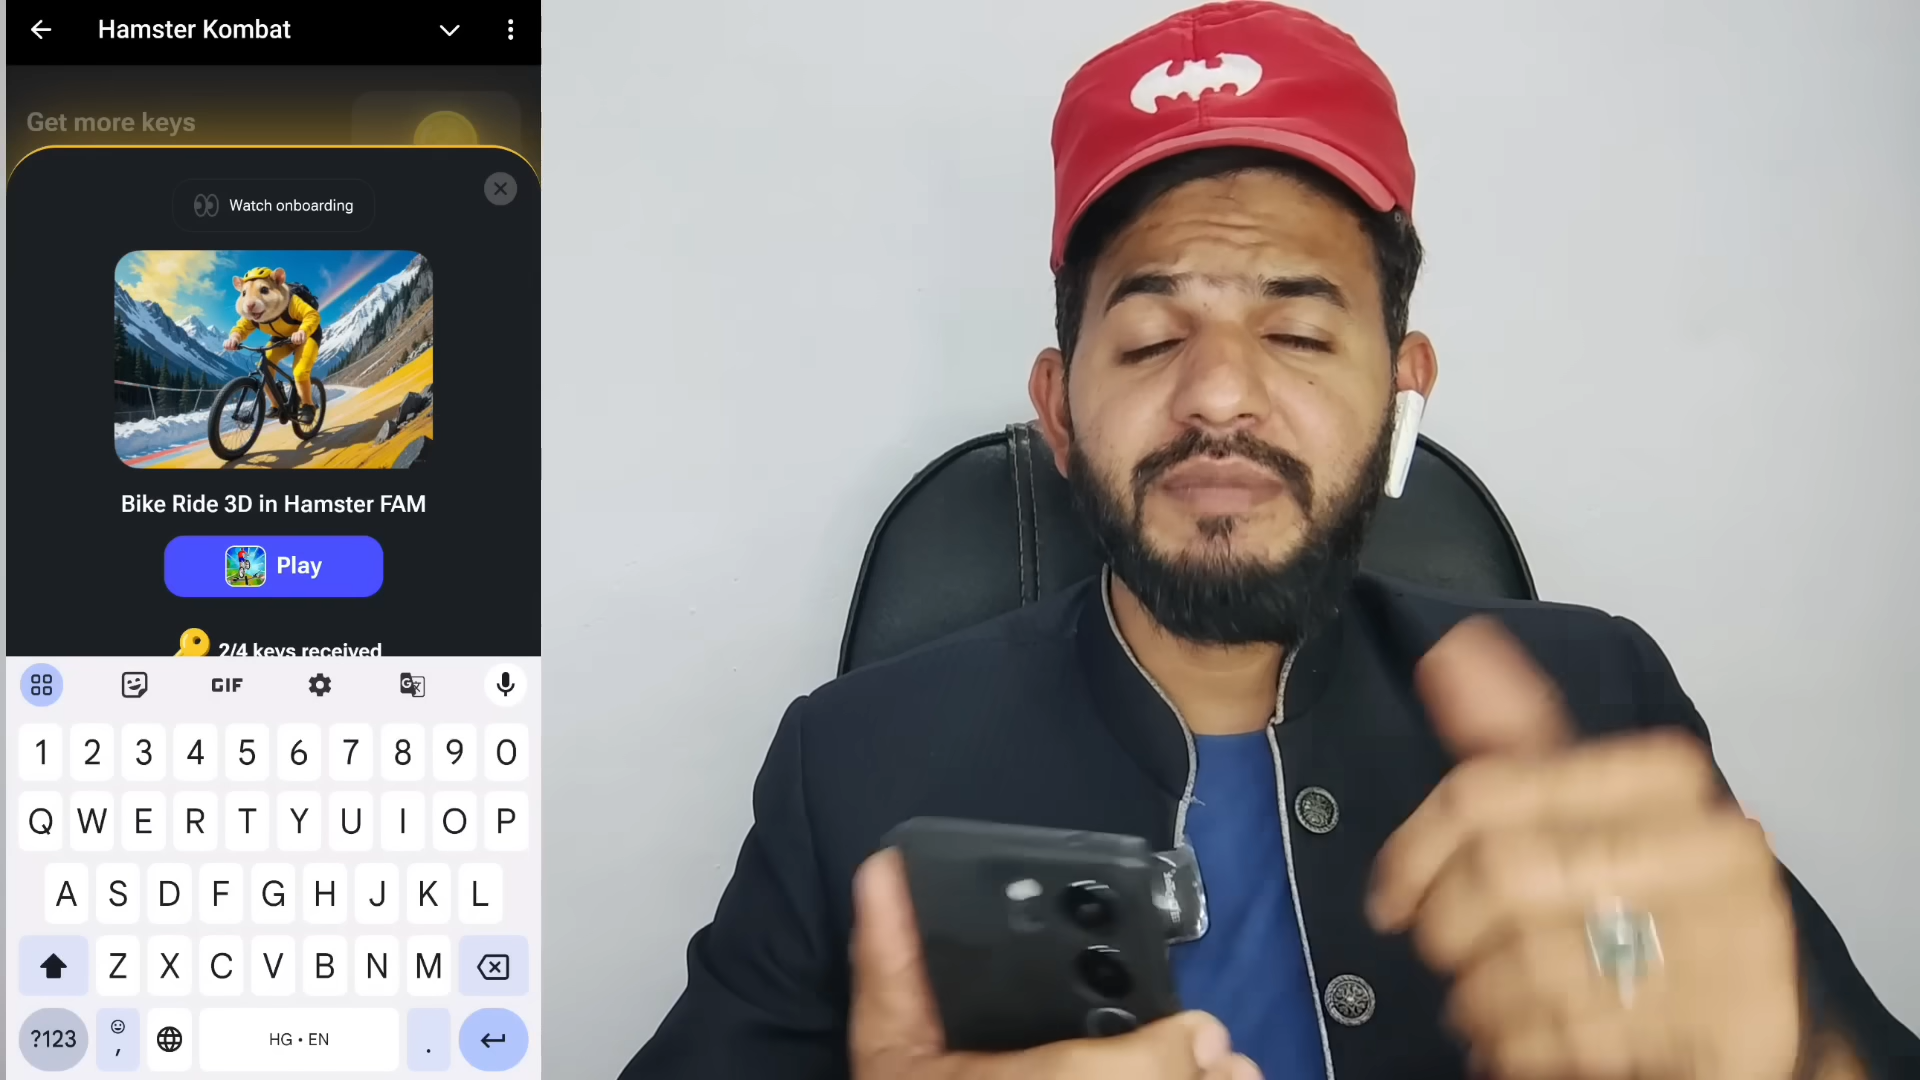 Hamster Kombat
Get more keys
Watch onboarding
Bike Ride 3D in Hamster FAM
Play
2/4 keys received
GIF
1 2 3 4 5 6 7 8 9 0
Q W E R T Y U I O P
A S D F G H J K L
Z X C V B N M
?123 , HG • EN .